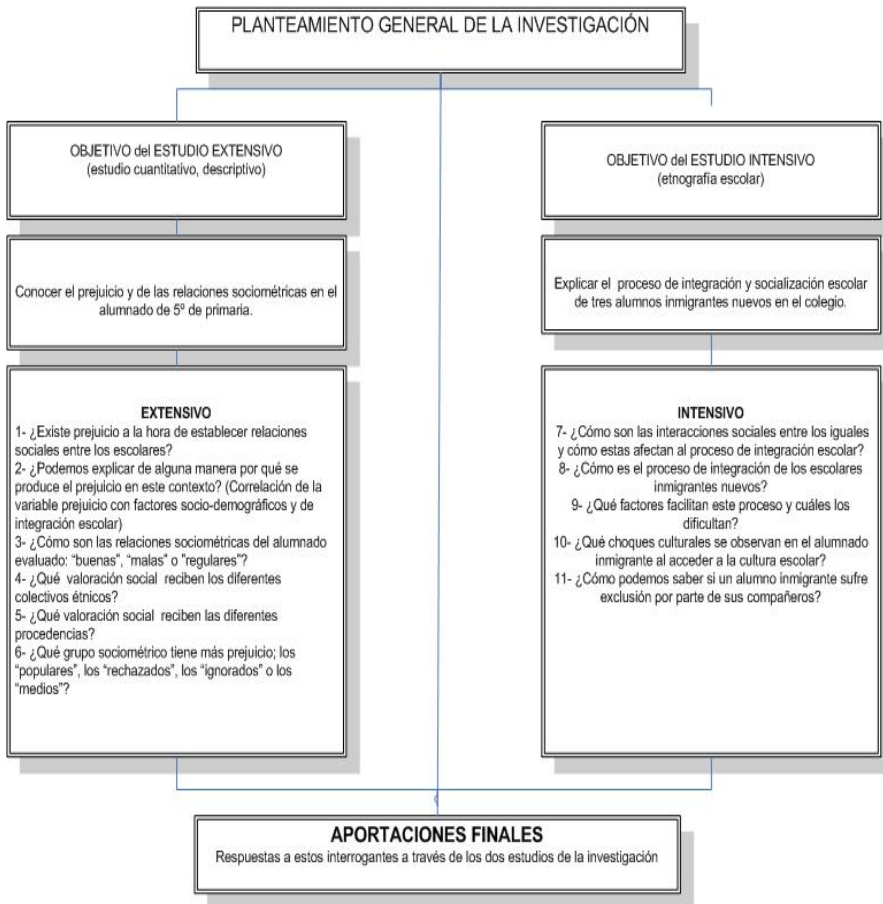 PLANTEAMIENTO GENERAL DE LA INVESTIGACIÓN
OBJETIVO del ESTUDIO EXTENSIVO
(estudio cuantitativo, descriptivo)
OBJETIVO del ESTUDIO INTENSIVO
(etnografía escolar)
Conocer el prejuicio y de las relaciones sociométricas en el
alumnado de 5º de primaria.
Explicar el proceso de integración y socialización escolar
de tres alumnos inmigrantes nuevos en el colegio.
EXTENSIVO
1- ¿Existe prejuicio a la hora de establecer relaciones
sociales entre los escolares?
2- ¿Podemos explicar de alguna manera por qué se
produce el prejuicio en este contexto? (Correlación de la
variable prejuicio con factores socio-demográficos y de
integración escolar)
3- ¿Cómo son las relaciones sociométricas del alumnado
evaluado: “buenas”, “malas” o ”regulares”?
4- ¿Qué valoración social reciben los diferentes
colectivos étnicos?
5- ¿Qué valoración social reciben las diferentes
procedencias?
6- ¿Qué grupo sociométrico tiene más prejuicio; los
“populares”, los “rechazados”, los “ignorados” o los
“medios”?
INTENSIVO
7- ¿Cómo son las interacciones sociales entre los iguales
y cómo estas afectan al proceso de integración escolar?
8- ¿Cómo es el proceso de integración de los escolares
inmigrantes nuevos?
9- ¿Qué factores facilitan este proceso y cuáles los
dificultan?
10- ¿Qué choques culturales se observan en el alumnado
inmigrante al acceder a la cultura escolar?
11- ¿Cómo podemos saber si un alumno inmigrante sufre
exclusión por parte de sus compañeros?
APORTACIONES FINALES
Respuestas a estos interrogantes a través de los dos estudios de la investigación